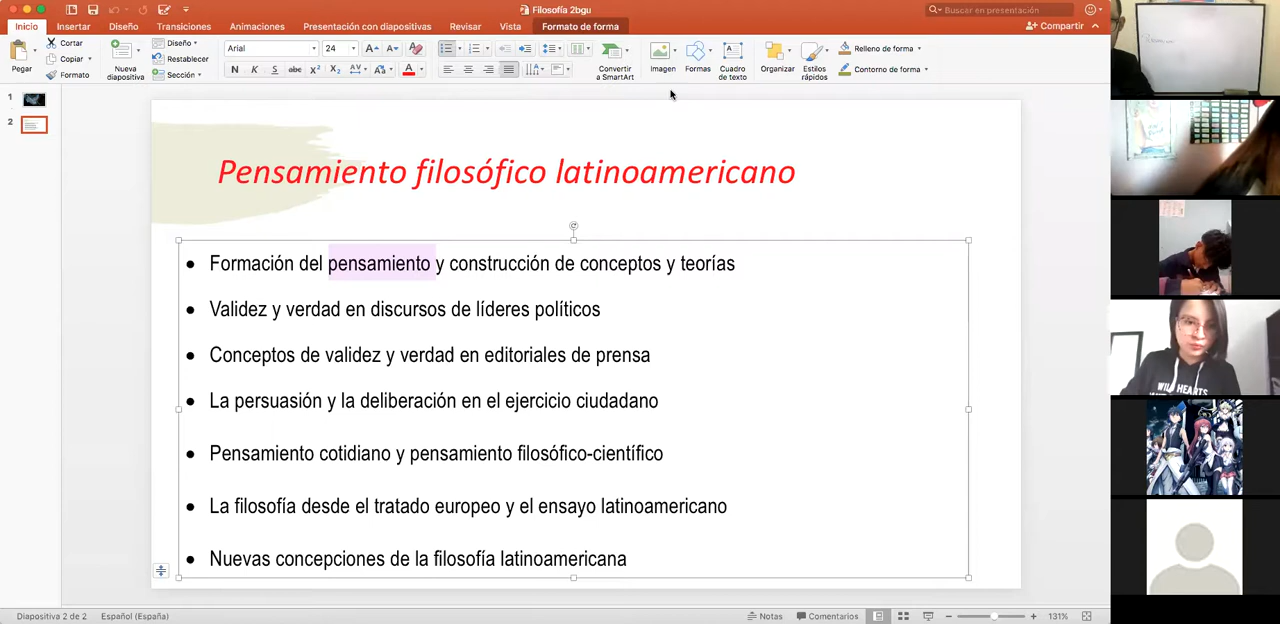 Filosofía 2bgu
Buscar en presentación
Inicio
Insertar
Diseño
Transiciones
Animaciones
Presentación con diapositivas
Revisar
Vista
Formato de forma
Compartir
Pegar
Cortar
Copiar
Formato
Nueva
diapositiva
Diseño
Restablecer
Sección
Arial
24
N
K
S
abc
X²
X₂
Convertir
a SmartArt
Imagen
Formas
Cuadro
de texto
Organizar
Estilos
rápidos
Relleno de forma
Contorno de forma
1
2
Pensamiento filosófico latinoamericano
• Formación del pensamiento y construcción de conceptos y teorías
• Validez y verdad en discursos de líderes políticos
• Conceptos de validez y verdad en editoriales de prensa
• La persuasión y la deliberación en el ejercicio ciudadano
• Pensamiento cotidiano y pensamiento filosófico-científico
• La filosofía desde el tratado europeo y el ensayo latinoamericano
• Nuevas concepciones de la filosofía latinoamericana
WILD HEARTS
Diapositiva 2 de 2
Español (España)
Notas
Comentarios
131%